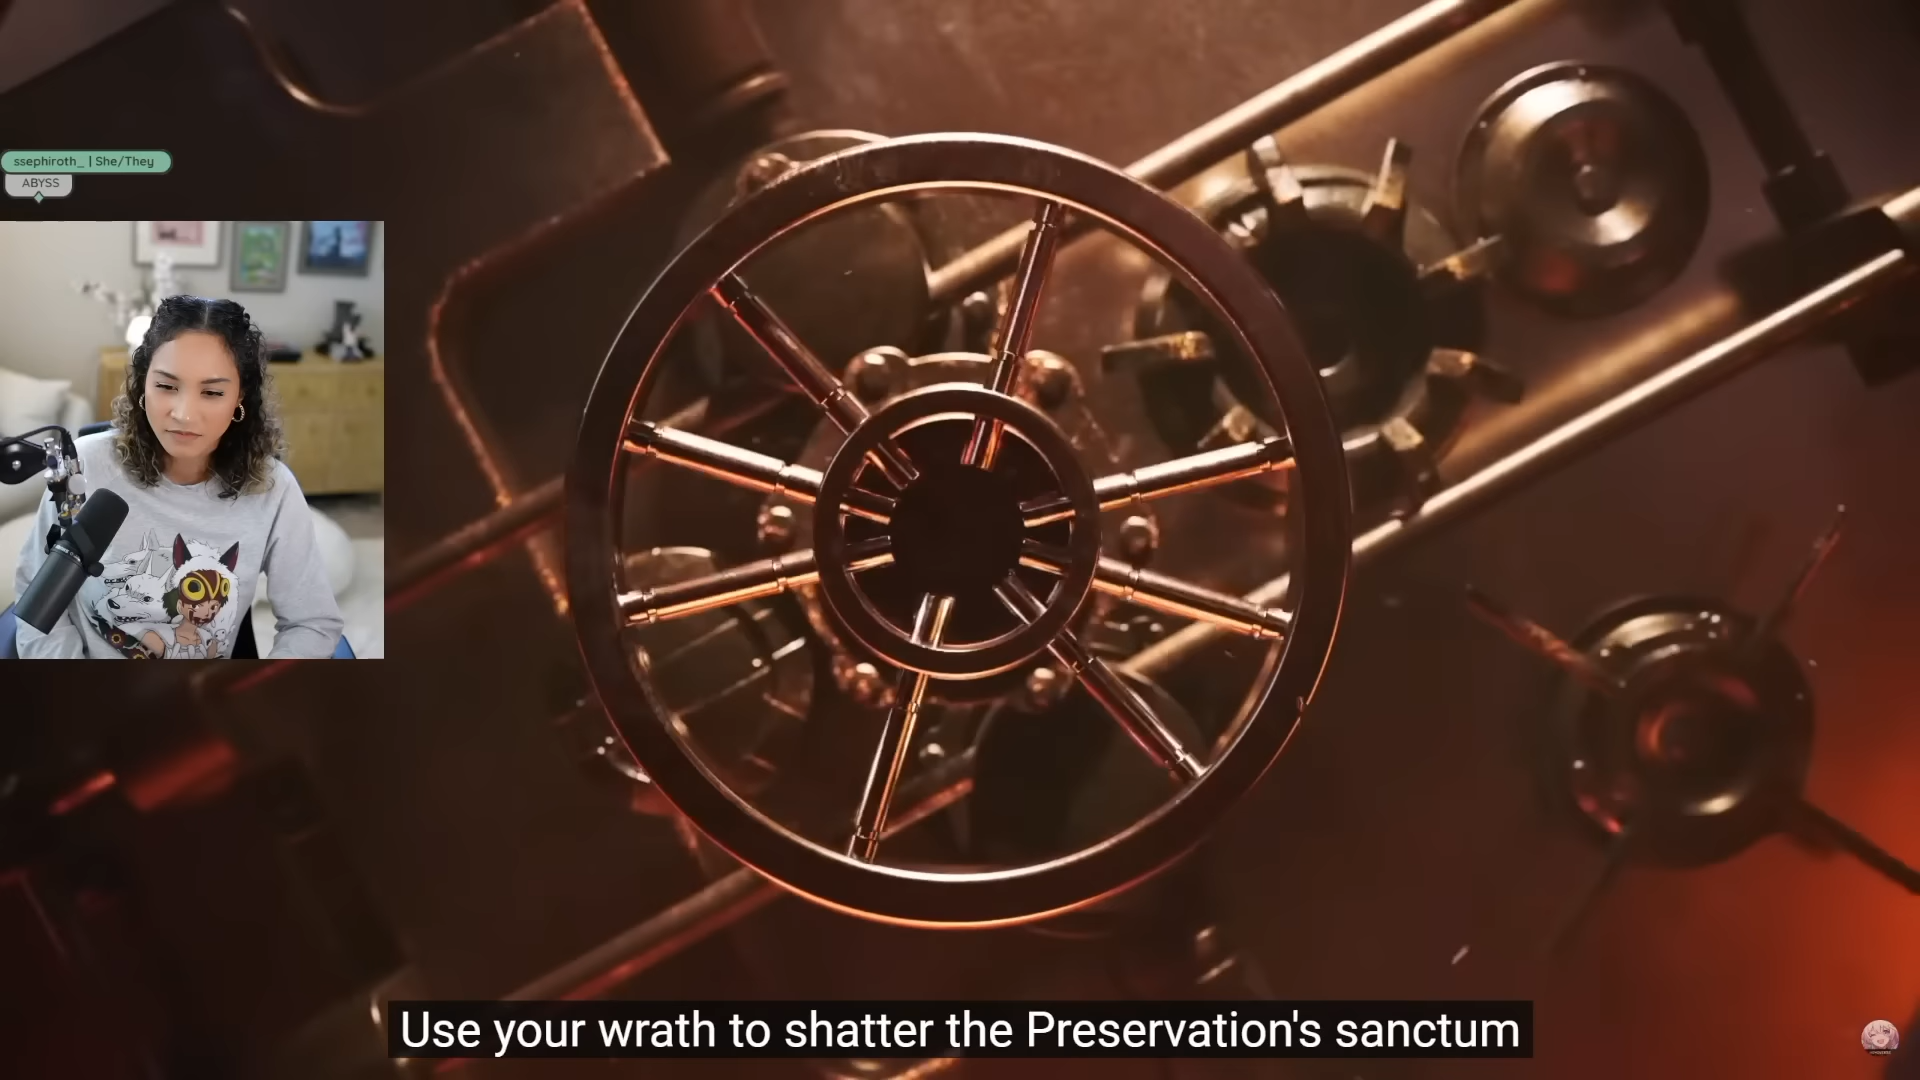 ssephiroth_ | She/They
ABYSS
Use your wrath to shatter the Preservation's sanctum